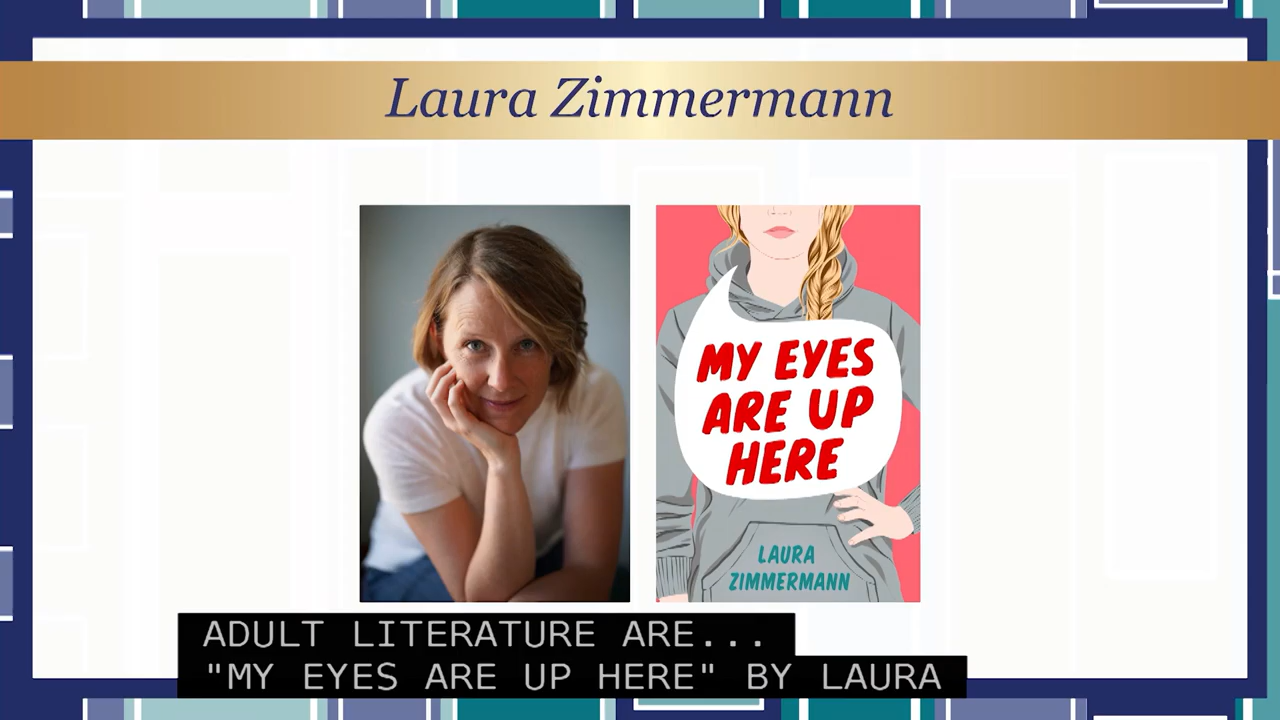 Laura Zimmermann
MY EYES
ARE UP
HERE
LAURA
ZIMMERMANN
ADULT LITERATURE ARE...
"MY EYES ARE UP HERE" BY LAURA